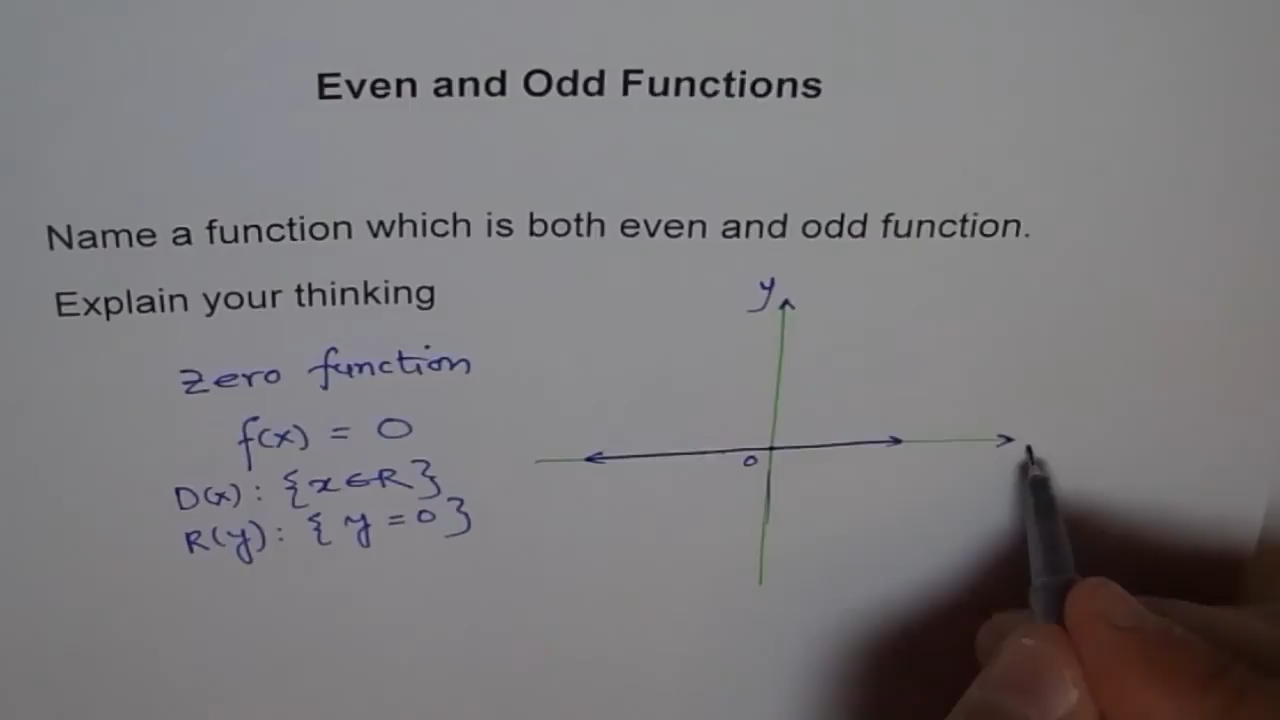 Even and Odd Functions
Name a function which is both even and odd function.
Explain your thinking
Zero function
f(x) = 0
D(x): {x∈R}
R(y): {y = 0}
y
0